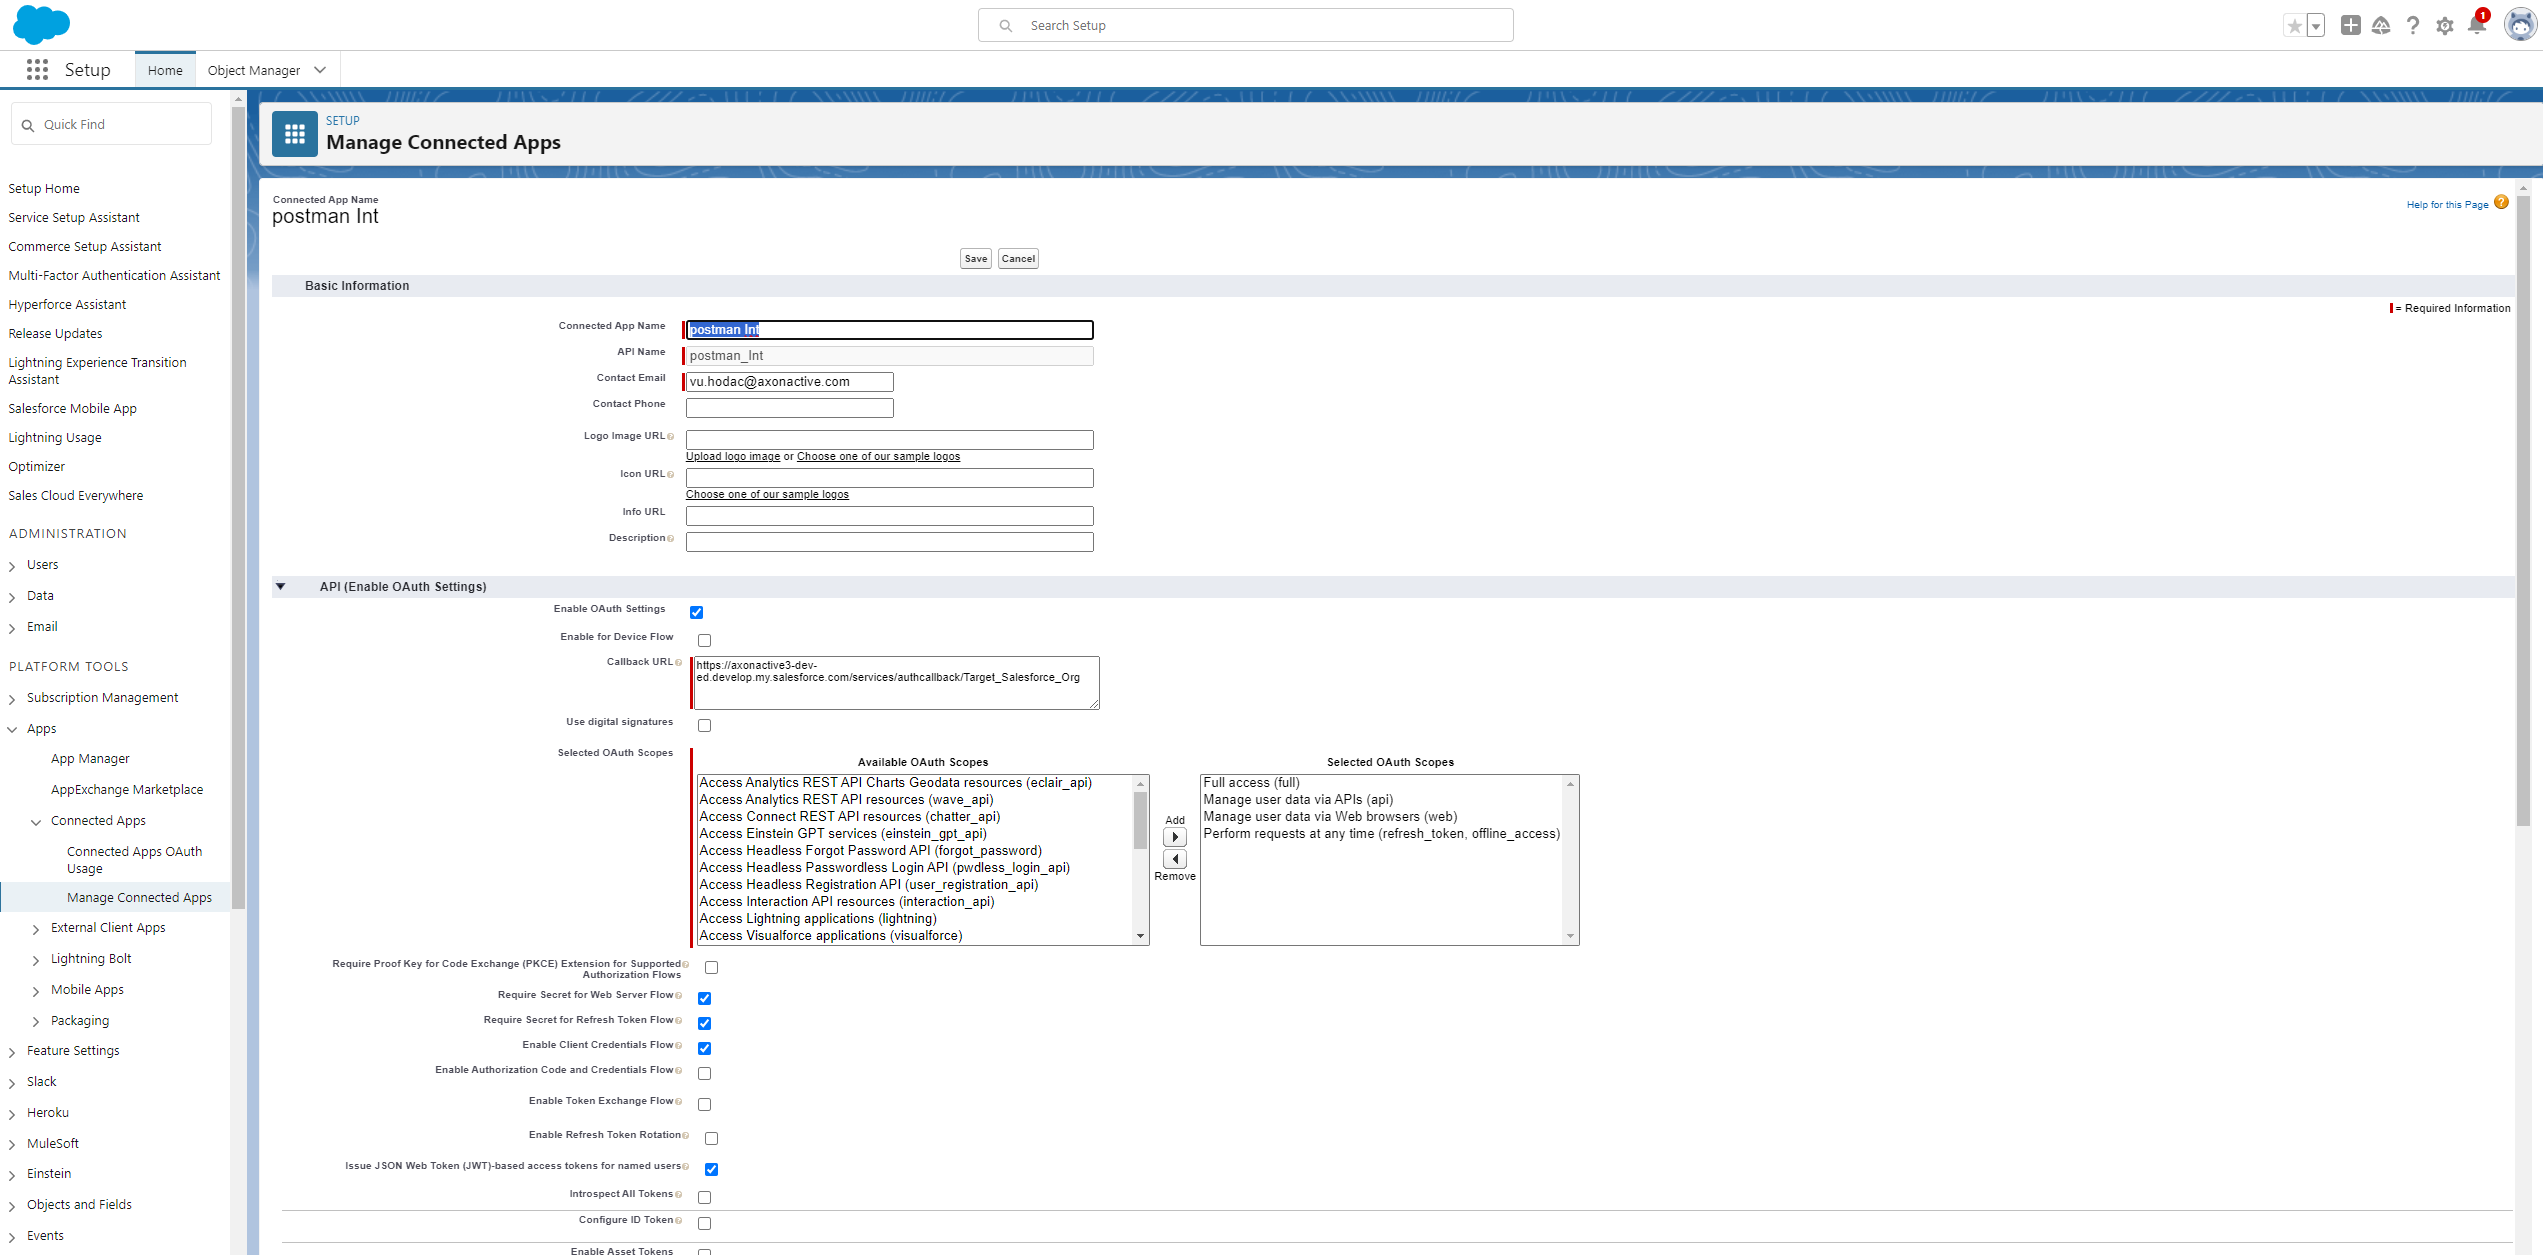 Search Setup
1
Setup
Home
Object Manager
Quick Find
Setup Home
Service Setup Assistant
Commerce Setup Assistant
Multi-Factor Authentication Assistant
Hyperforce Assistant
Release Updates
Lightning Experience Transition
Assistant
Salesforce Mobile App
Lightning Usage
Optimizer
Sales Cloud Everywhere
ADMINISTRATION
Users
Data
Email
PLATFORM TOOLS
Subscription Management
Apps
App Manager
AppExchange Marketplace
Connected Apps
Connected Apps OAuth
Usage
Manage Connected Apps
External Client Apps
Lightning Bolt
Mobile Apps
Packaging
Feature Settings
Slack
Heroku
MuleSoft
Einstein
Objects and Fields
Events
SETUP
Manage Connected Apps
Connected App Name
postman Int
Help for this Page
Save Cancel
Basic Information
= Required Information
Connected App Name postman Int
API Name postman_Int
Contact Email vu.hodac@axonactive.com
Contact Phone
Logo Image URL
Upload logo image or Choose one of our sample logos
Icon URL
Choose one of our sample logos
Info URL
Description
API (Enable OAuth Settings)
Enable OAuth Settings
Enable for Device Flow
Callback URL https://axonactive3-dev-
ed.develop.my.salesforce.com/services/authcallback/Target_Salesforce_Org
Use digital signatures
Selected OAuth Scopes
Available OAuth Scopes
Access Analytics REST API Charts Geodata resources (eclair_api)
Access Analytics REST API resources (wave_api)
Access Connect REST API resources (chatter_api)
Access Einstein GPT services (einstein_gpt_api)
Access Headless Forgot Password API (forgot_password)
Access Headless Passwordless Login API (pwdless_login_api)
Access Headless Registration API (user_registration_api)
Access Interaction API resources (interaction_api)
Access Lightning applications (lightning)
Access Visualforce applications (visualforce)
Add
Remove
Selected OAuth Scopes
Full access (full)
Manage user data via APIs (api)
Manage user data via Web browsers (web)
Perform requests at any time (refresh_token, offline_access)
Require Proof Key for Code Exchange (PKCE) Extension for Supported
Authorization Flows
Require Secret for Web Server Flow
Require Secret for Refresh Token Flow
Enable Client Credentials Flow
Enable Authorization Code and Credentials Flow
Enable Token Exchange Flow
Enable Refresh Token Rotation
Issue JSON Web Token (JWT)-based access tokens for named users
Introspect All Tokens
Configure ID Token
Enable Asset Tokens